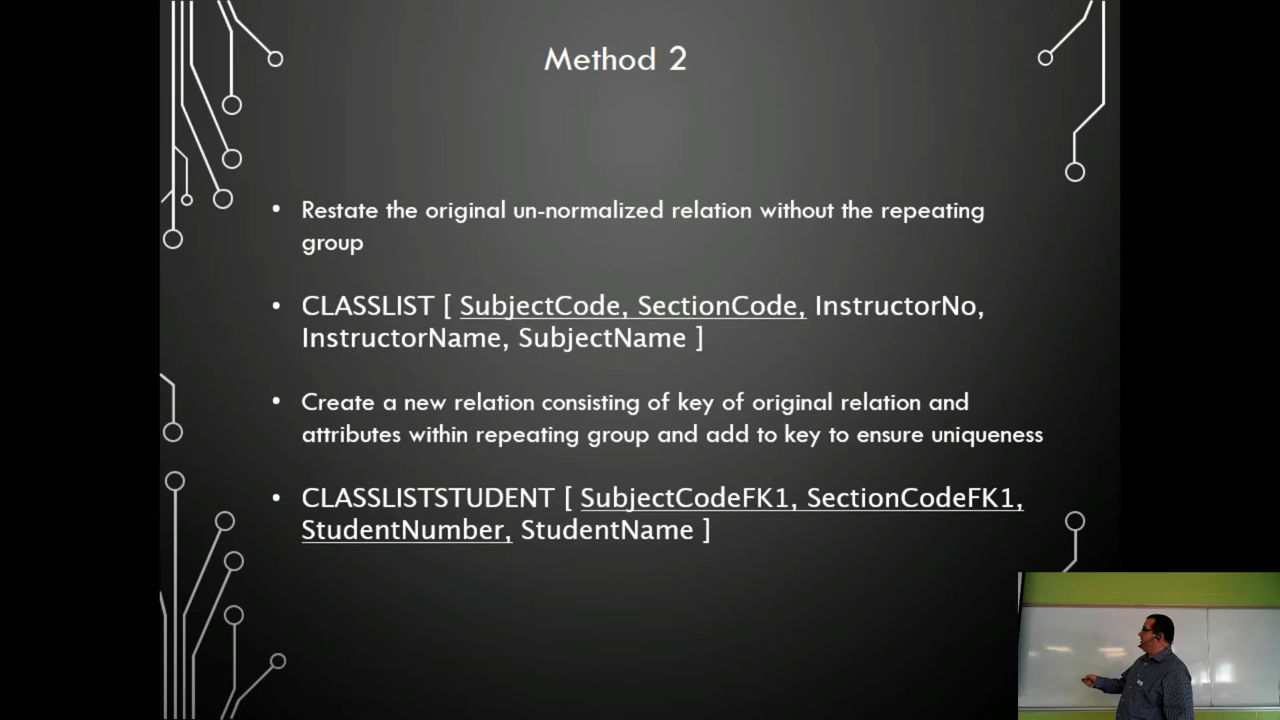 Method 2
• Restate the original un-normalized relation without the repeating
group
• CLASSLIST [ SubjectCode, SectionCode, InstructorNo,
InstructorName, SubjectName ]
• Create a new relation consisting of key of original relation and
attributes within repeating group and add to key to ensure uniqueness
• CLASSLISTSTUDENT [ SubjectCodeFK1, SectionCodeFK1,
StudentNumber, StudentName ]